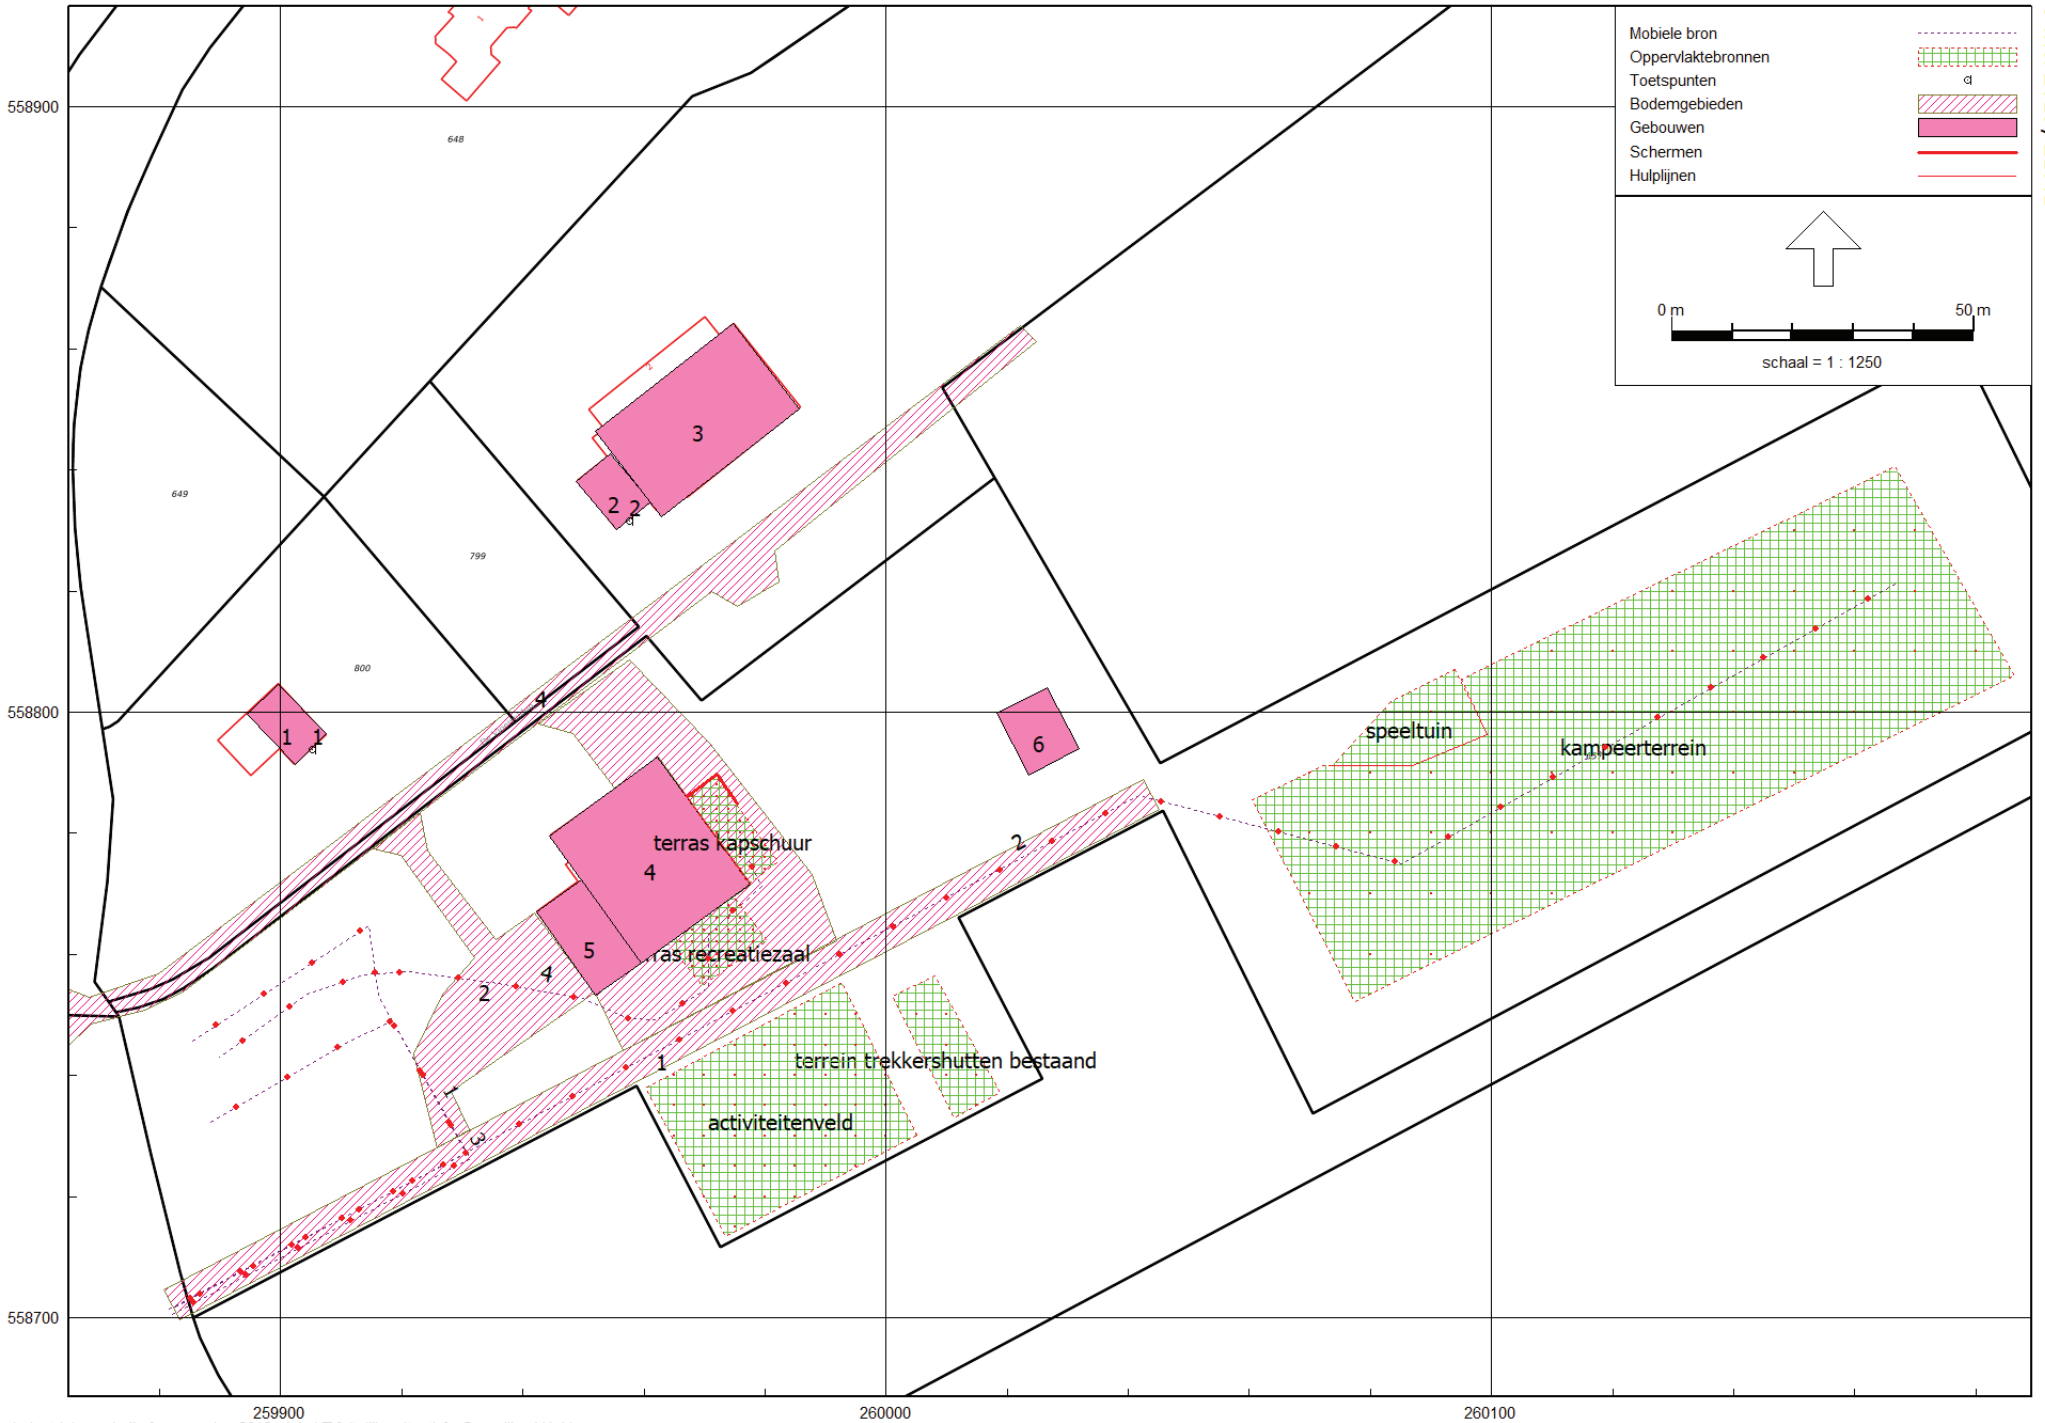 Mobiele bron
Oppervlaktebronnen
Toetspunten
Bodemgebieden
Gebouwen
Schermen
Hulplijnen
0 m 50 m
schaal = 1 : 1250
558900
648
2
3
2 2
649
799
800
4
558800
1 1
6
speeltuin
kampeerterrein
terras kapschuur
2
4
5
4
ras recreatiezaal
2
1
terrein trekkershutten bestaand
1
activiteitenveld
3
558700
259900
260000
260100